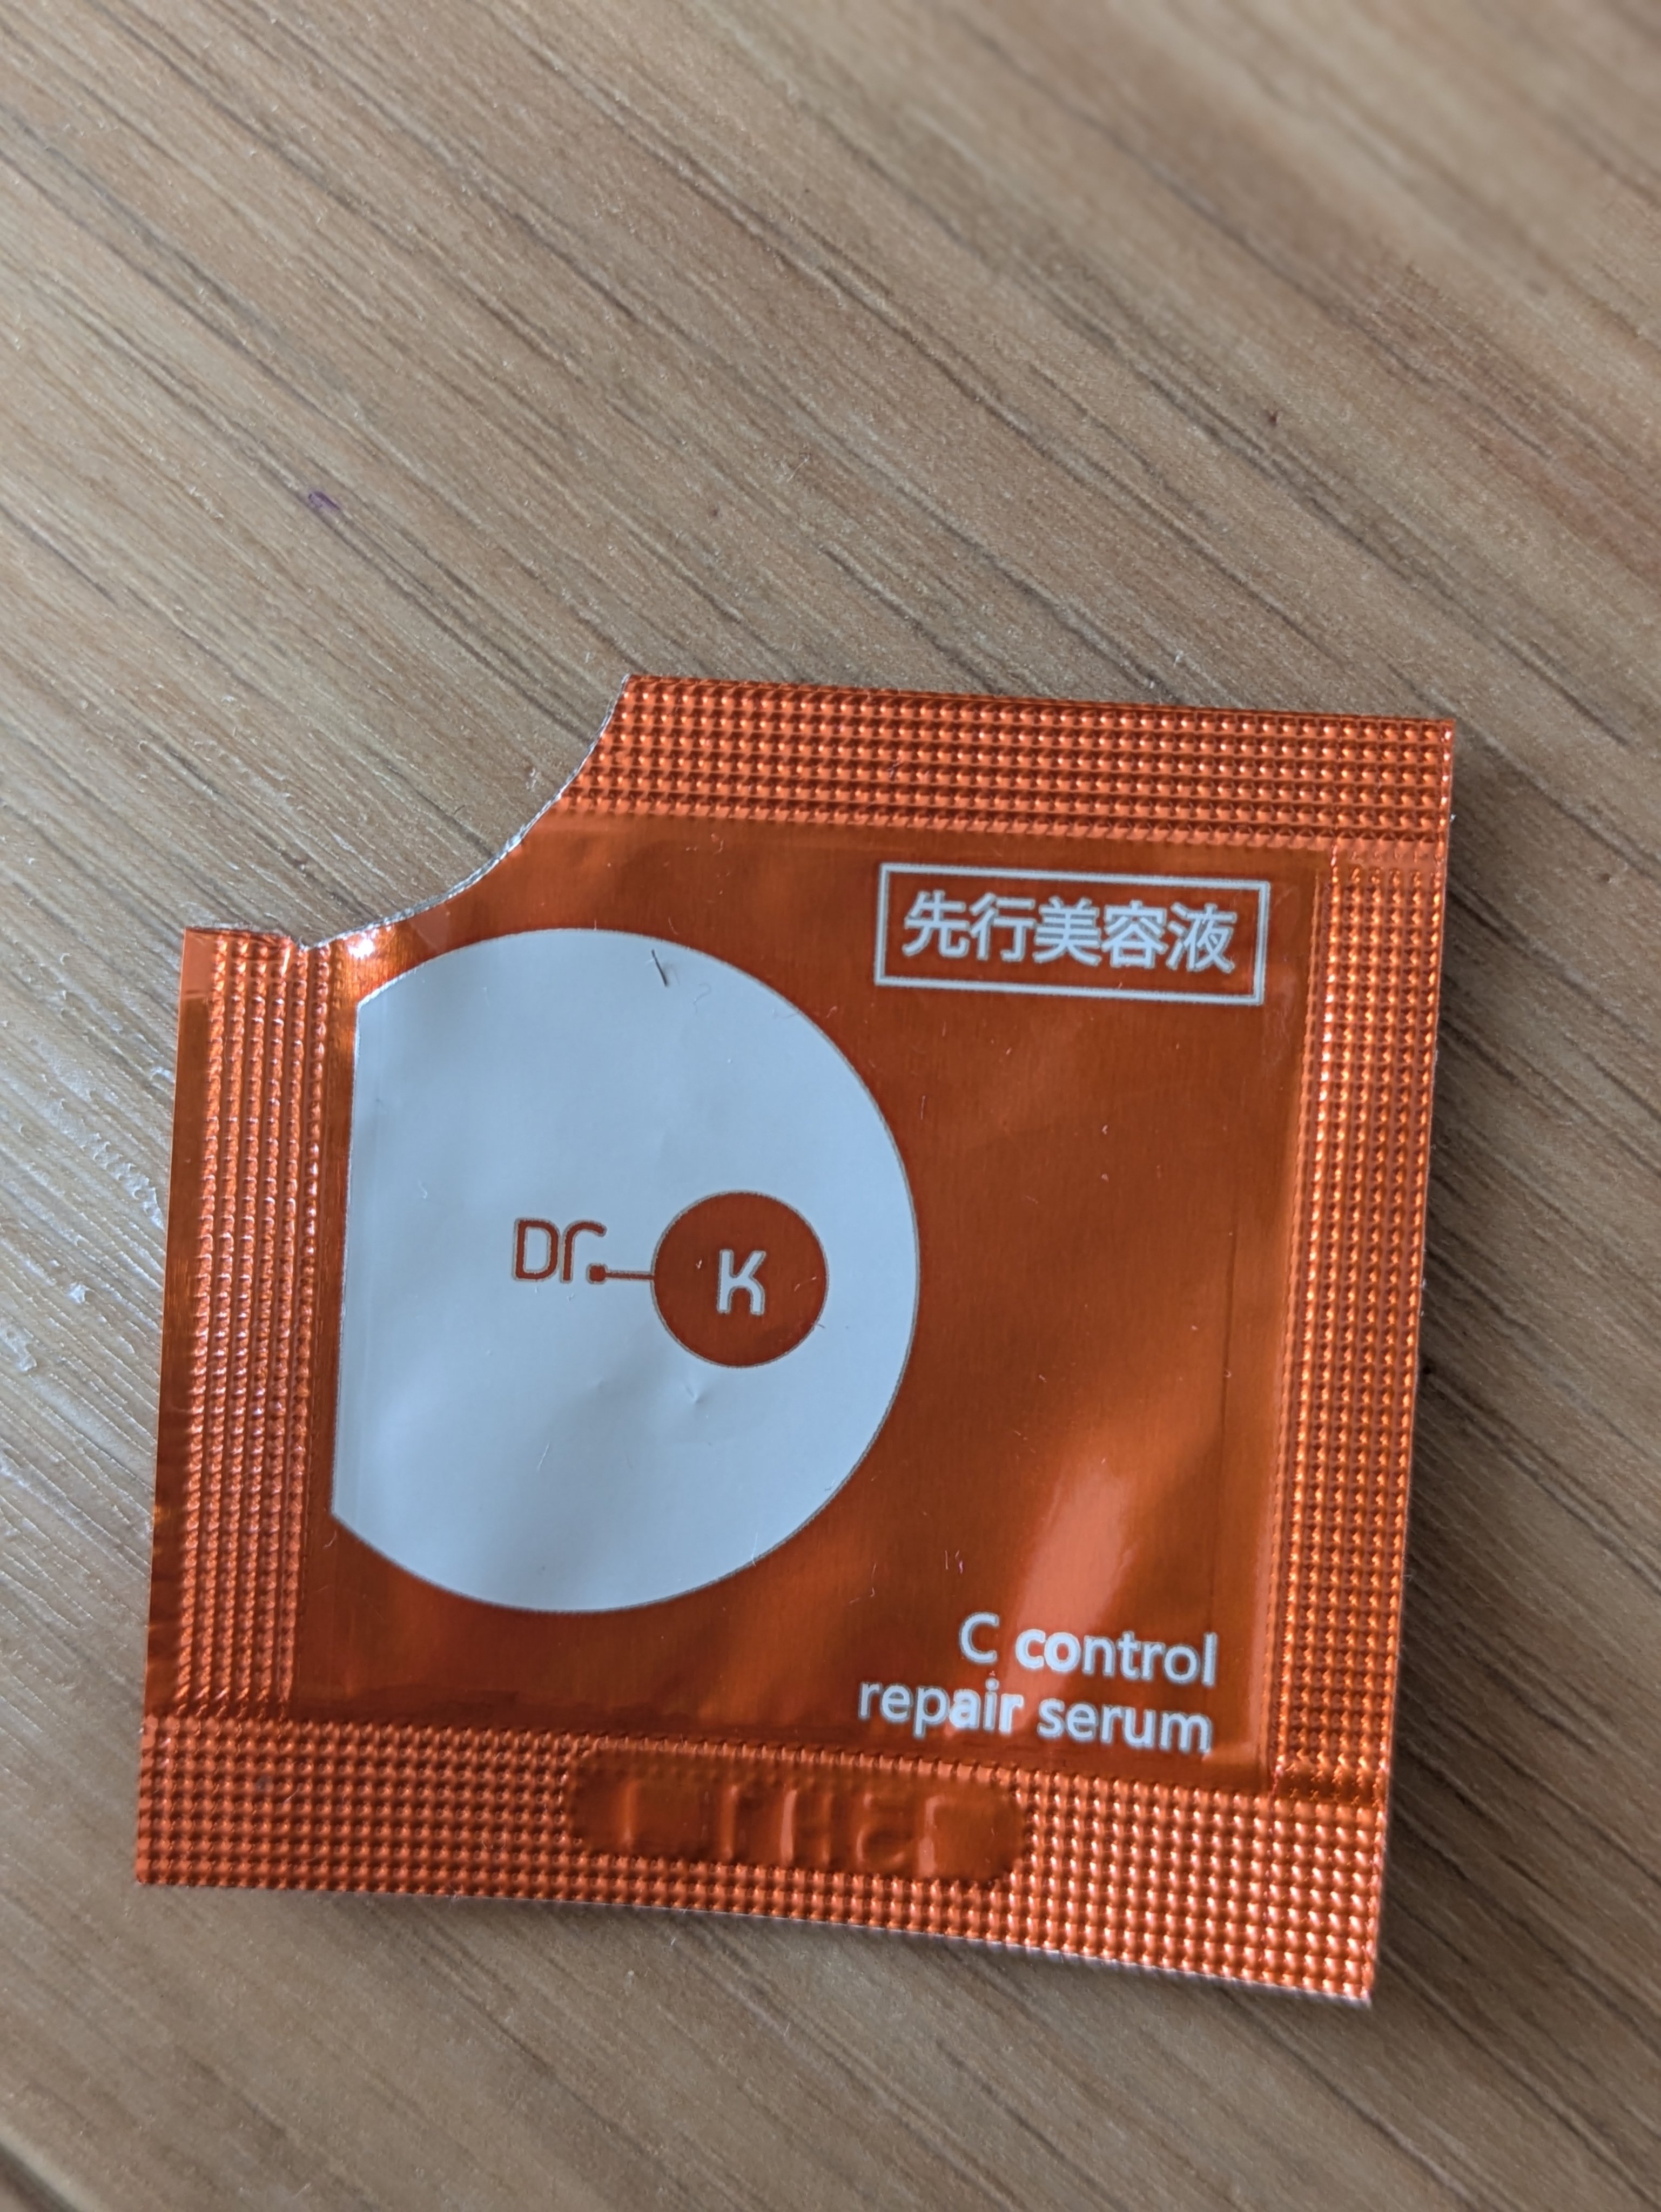 先行美容液
Dr. K
C control
repair serum